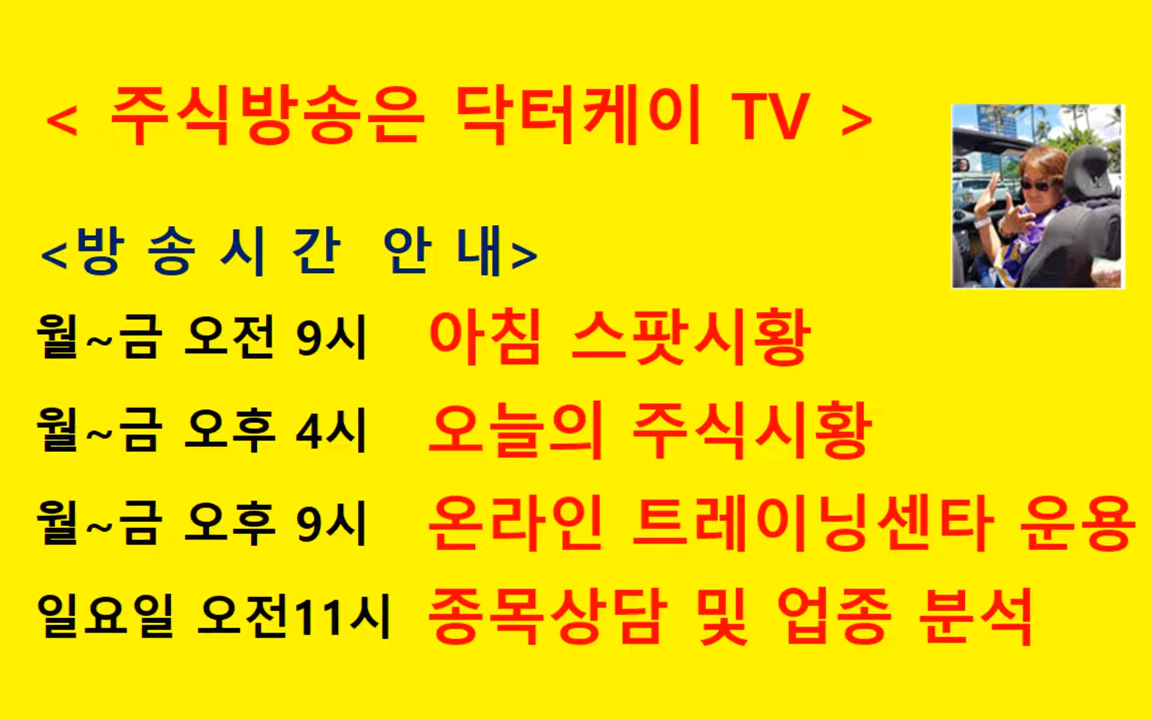 < 주식방송은 닥터케이 TV >
<방 송 시 간 안 내>
월~금 오전 9시 아침 스팟시황
월~금 오후 4시 오늘의 주식시황
월~금 오후 9시 온라인 트레이닝센타 운용
일요일 오전11시 종목상담 및 업종 분석